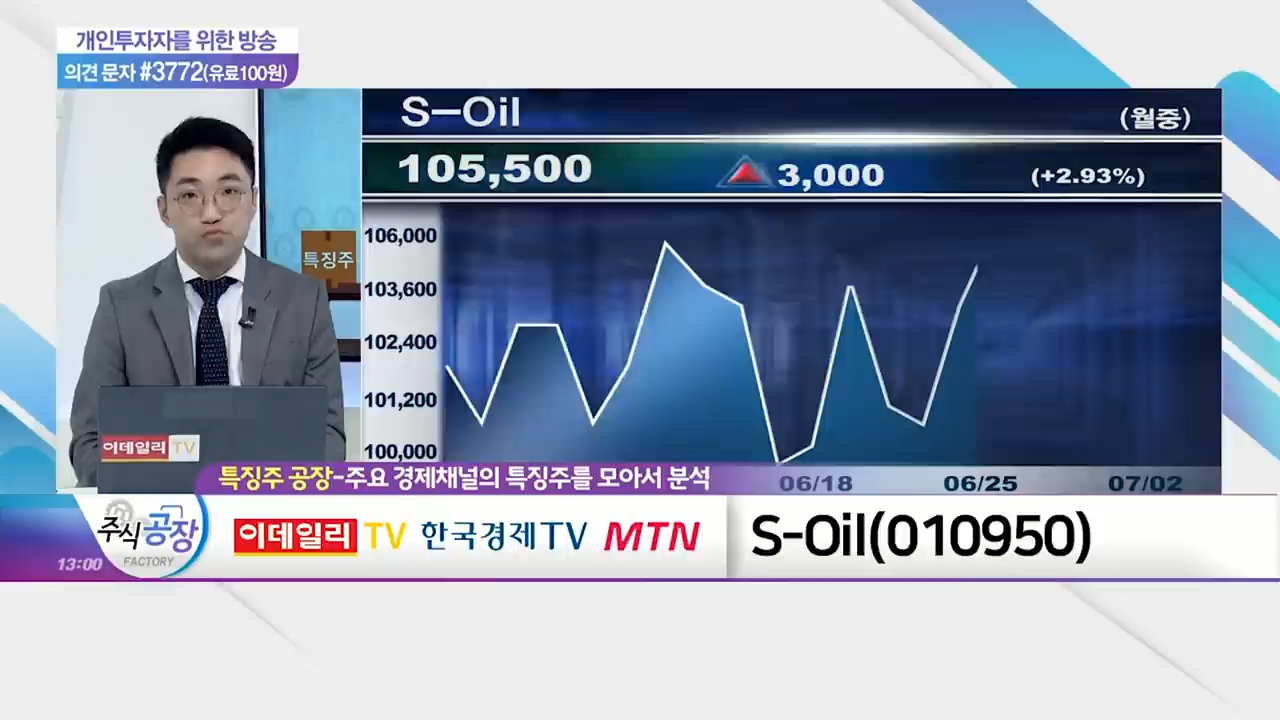 개인투자자를 위한 방송
의견 문자 #3772(유료100원)
S-Oil
(월중)
105,500
3,000
(+2.93%)
특징주
106,000
103,600
102,400
101,200
100,000
06/18
06/25
07/02
이데일리 TV
특징주 공장-주요 경제채널의 특징주를 모아서 분석
주식공장
FACTORY
13:00
이데일리 TV 한국경제TV MTN
S-Oil(010950)